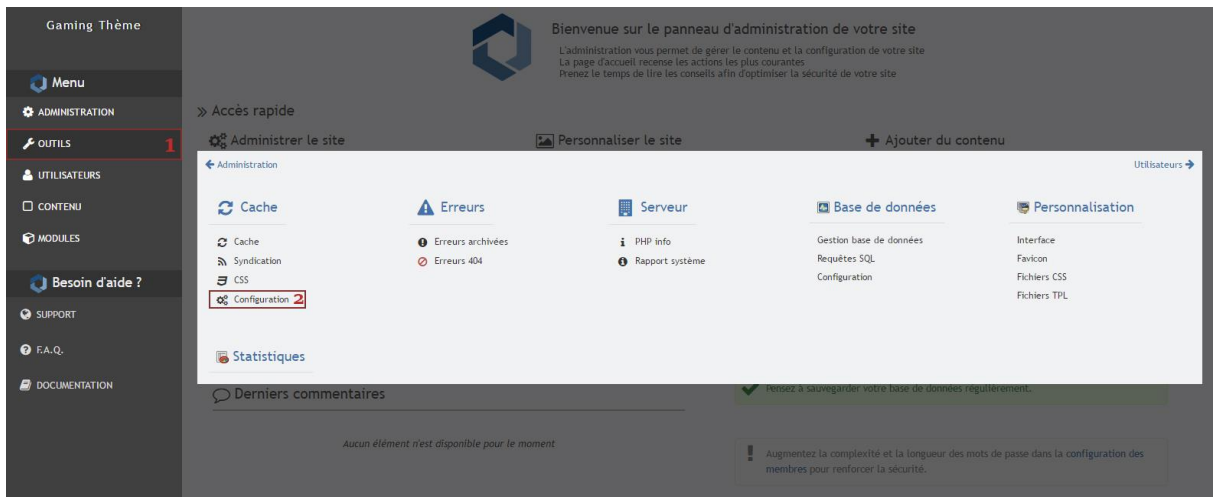 Gaming Thème
Menu
ADMINISTRATION
OUTILS 1
UTILISATEURS
CONTENU
MODULES
Besoin d'aide ?
SUPPORT
F.A.Q.
DOCUMENTATION
Bienvenue sur le panneau d'administration de votre site
L'administration vous permet de gérer le contenu et la configuration de votre site
La page d'accueil recense les actions les plus courantes
Prenez le temps de lire les conseils afin d'optimiser la sécurité de votre site
Accès rapide
Administrer le site
Personnaliser le site
Ajouter du contenu
Administration
Utilisateurs
Cache
Cache
Syndication
CSS
Configuration 2
Erreurs
Erreurs archivées
Erreurs 404
Serveur
PHP info
Rapport système
Base de données
Gestion base de données
Requêtes SQL
Configuration
Personnalisation
Interface
Favicon
Fichiers CSS
Fichiers TPL
Statistiques
Derniers commentaires
Aucun élément n'est disponible pour le moment
Pensez à sauvegarder votre base de données régulièrement.
Augmentez la complexité et la longueur des mots de passe dans la configuration des
membres pour renforcer la sécurité.